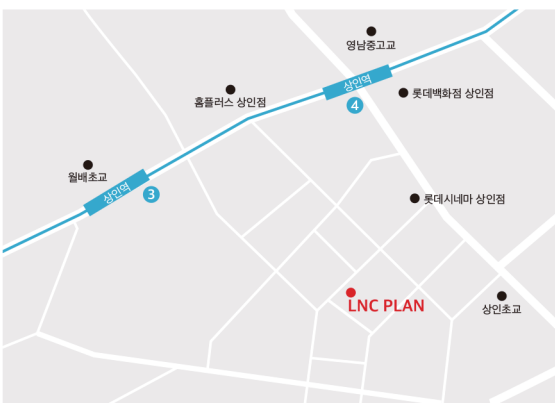 영남중고교
상인역
4
롯데백화점 상인점
홈플러스 상인점
월배초교
상인역
3
롯데시네마 상인점
LNC PLAN
상인초교